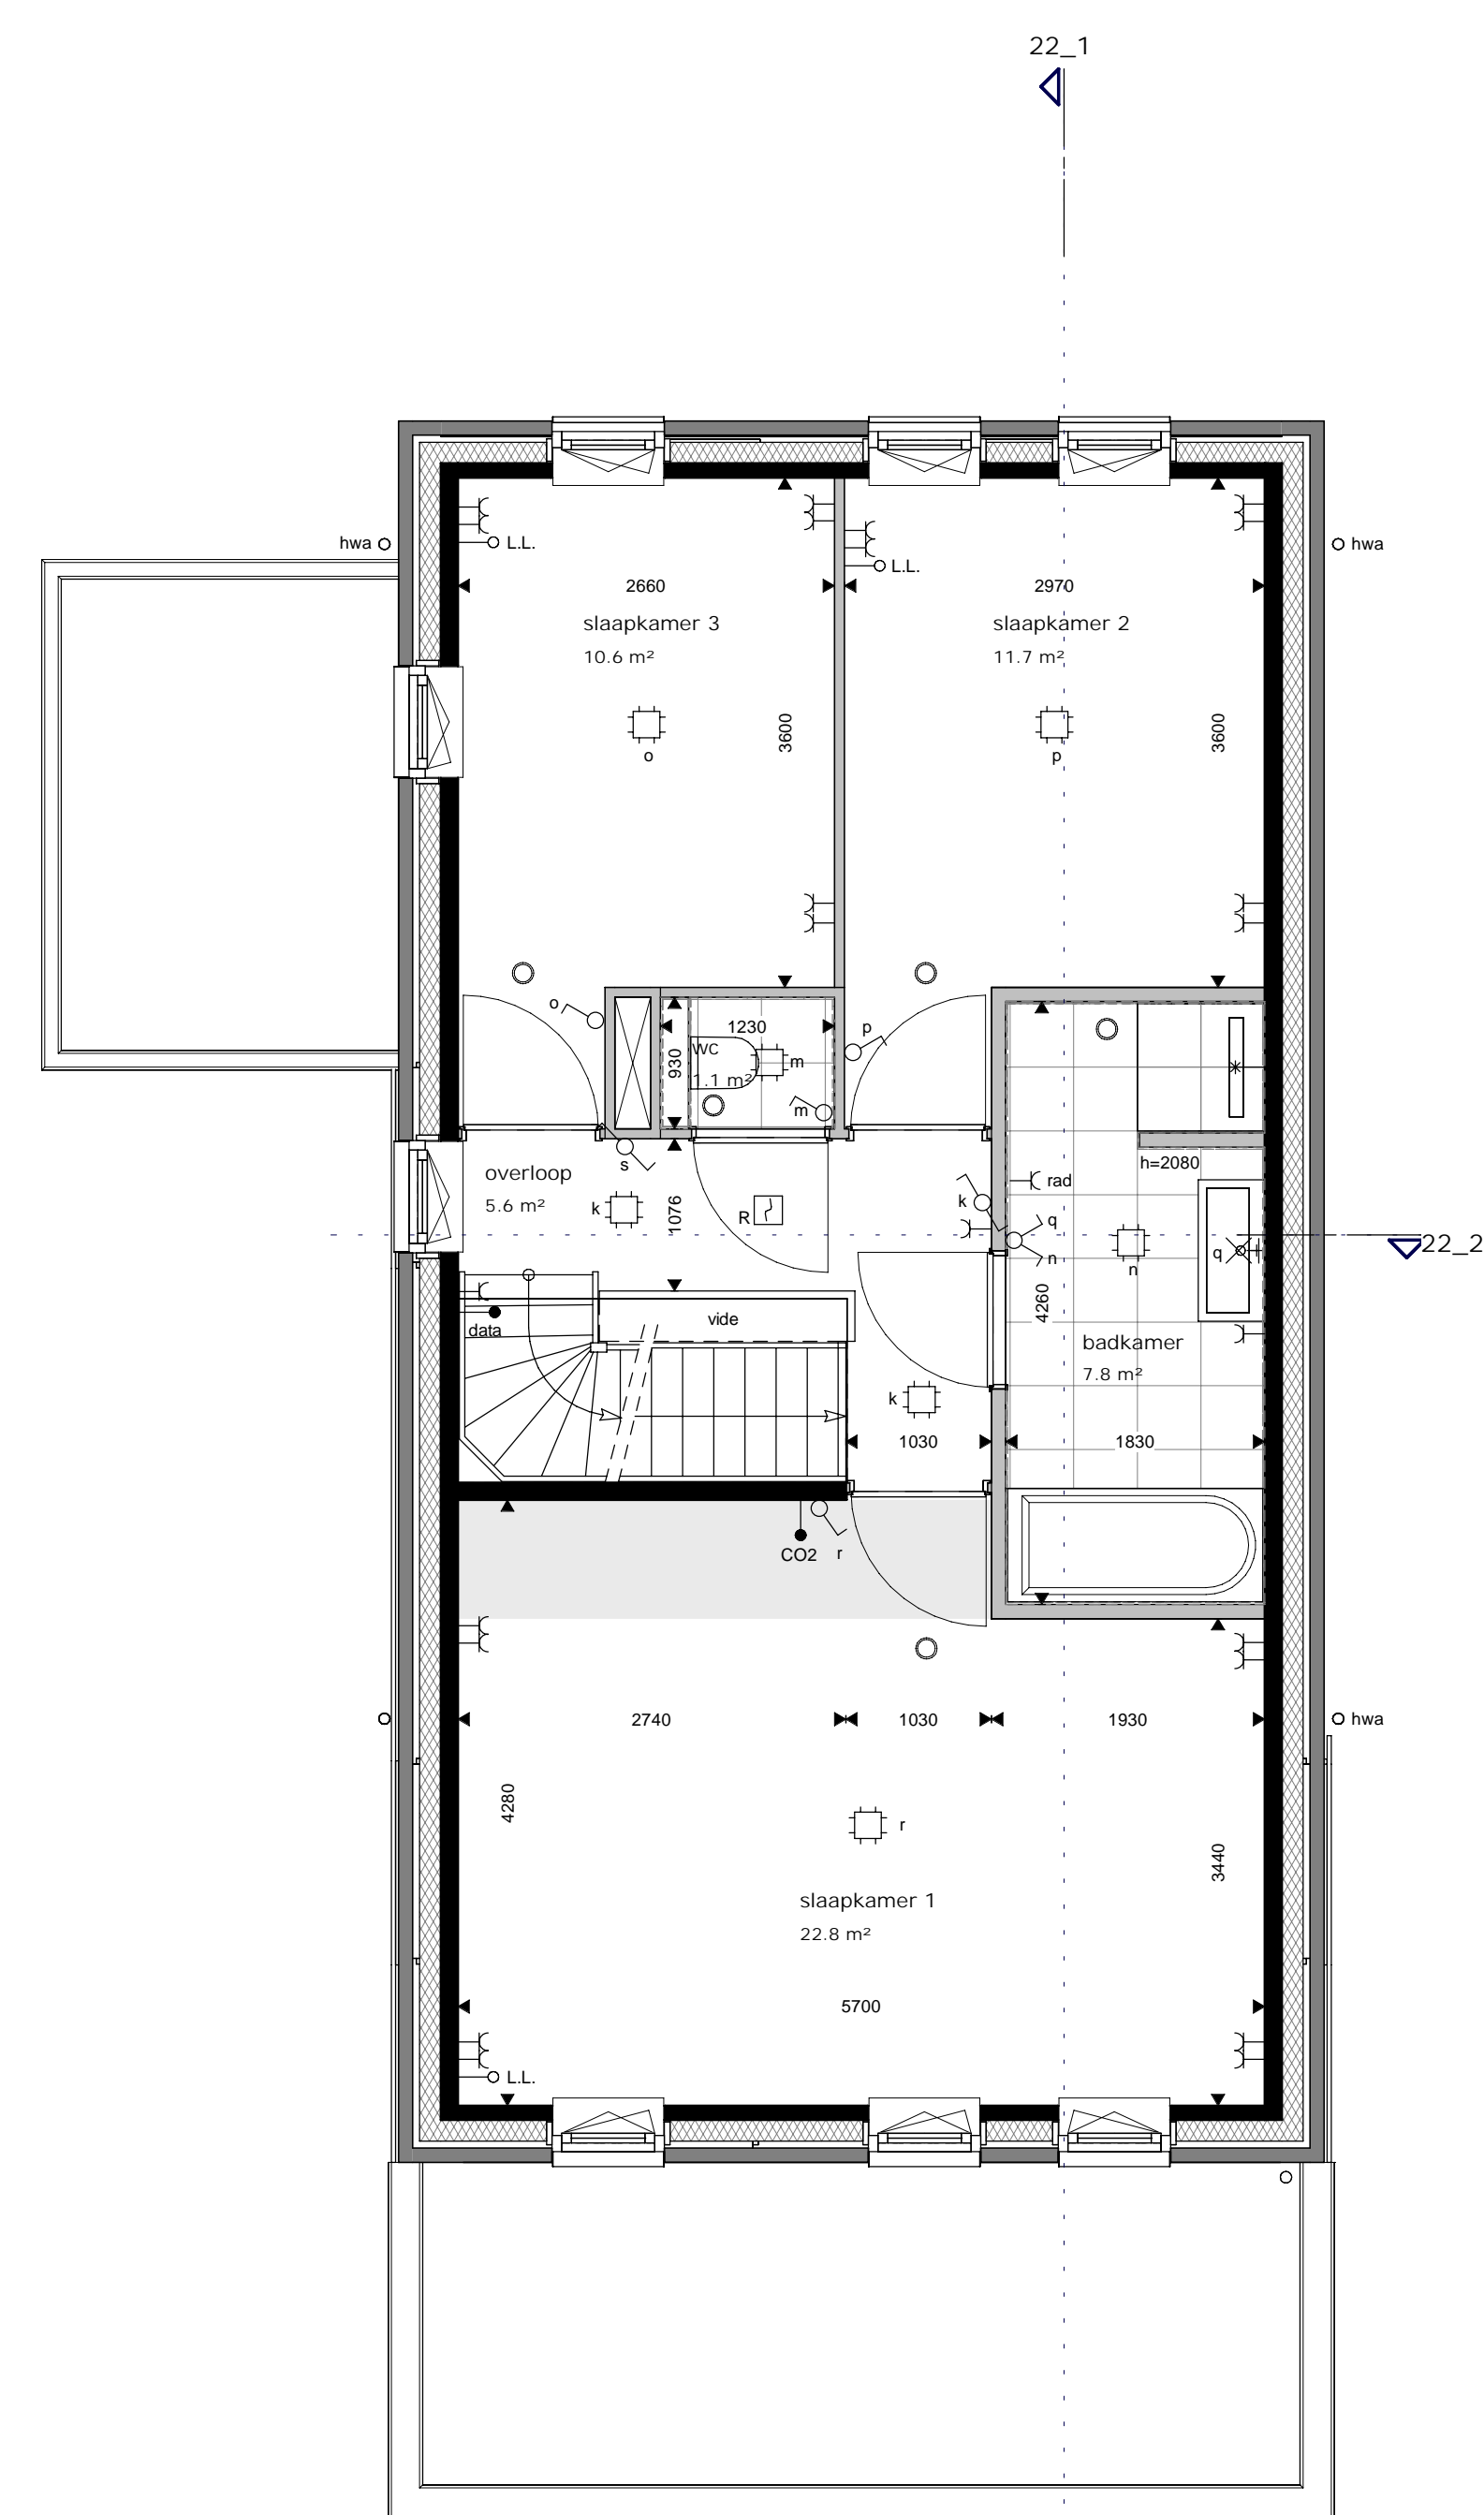 22_1
hwa
L.L.
L.L.
hwa
2660
2970
slaapkamer 3
10.6 m²
slaapkamer 2
11.7 m²
3600
3600
o
p
o
1230
p
WC
930
m
1.1 m²
m
s
overloop
5.6 m²
k
1076
R
k
h=2080
rad
q
n
n
q
22_2
4260
data
vide
badkamer
7.8 m²
k
1030
1830
CO2
r
2740
1030
1930
hwa
4280
r
3440
slaapkamer 1
22.8 m²
5700
L.L.